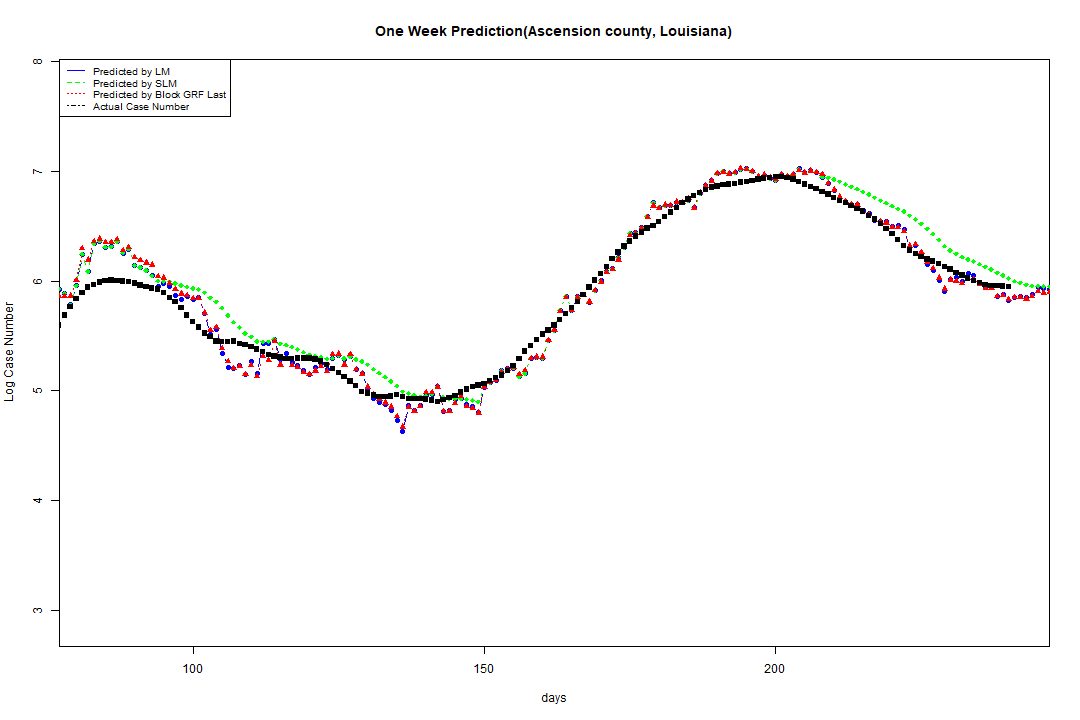 One Week Prediction(Ascension county, Louisiana)
Predicted by LM
Predicted by SLM
Predicted by Block GRF Last
Actual Case Number
8
7
6
5
4
3
Log Case Number
100
150
200
days